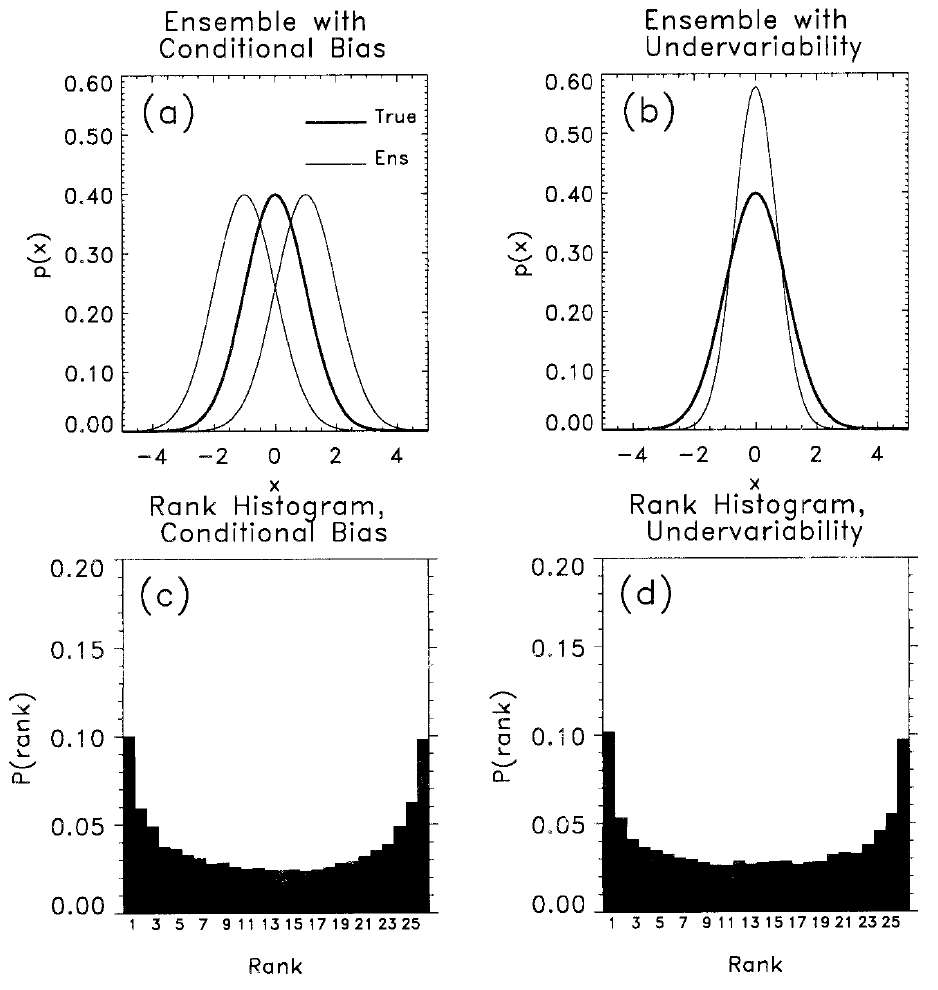 Ensemble with
Conditional Bias
0.60
0.50
0.40
0.30
0.20
0.10
0.00
p(x)
(a)
True
Ens
-4 -2 0 2 4
x
Ensemble with
Undervariability
0.60
0.50
0.40
0.30
0.20
0.10
0.00
p(x)
(b)
-4 -2 0 2 4
x
Rank Histogram,
Conditional Bias
0.20
0.15
0.10
0.05
0.00
P(rank)
(c)
1 3 5 7 9 11 13 15 17 19 21 23 25
Rank
Rank Histogram,
Undervariability
0.20
0.15
0.10
0.05
0.00
P(rank)
(d)
1 3 5 7 9 11 13 15 17 19 21 23 25
Rank